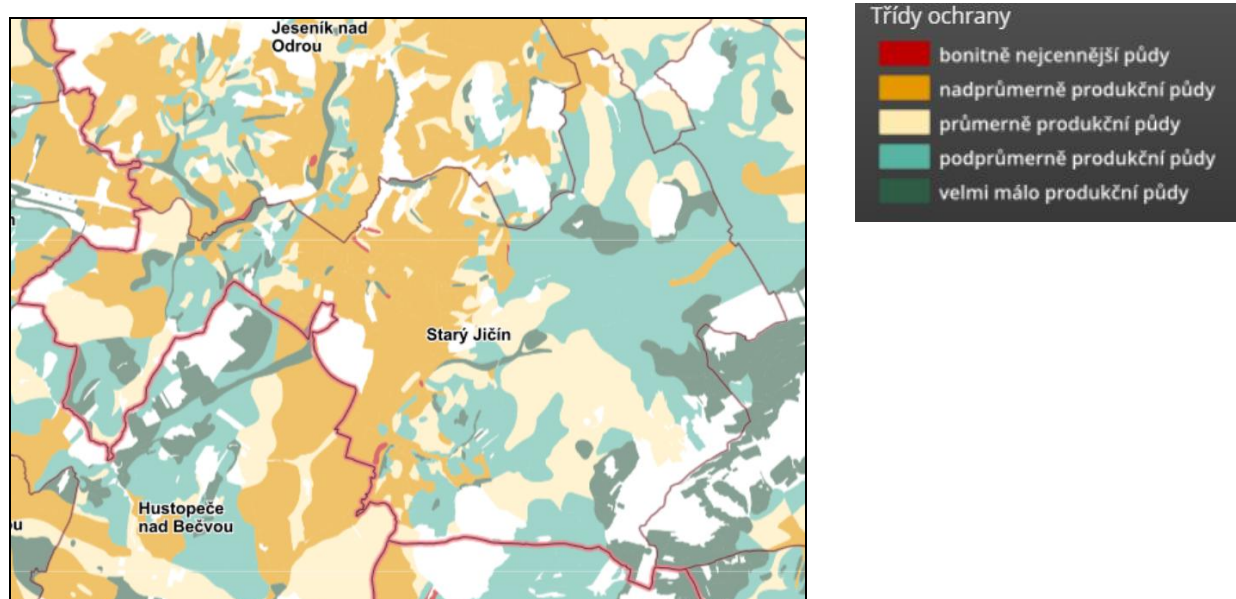 Jeseník nad
Odrou
Starý Jičín
Hustopeče
nad Bečvou
ou
Třídy ochrany
bonitně nejcennější půdy
nadprůmerně produkční půdy
průmerně produkční půdy
podprůmerně produkční půdy
velmi málo produkční půdy